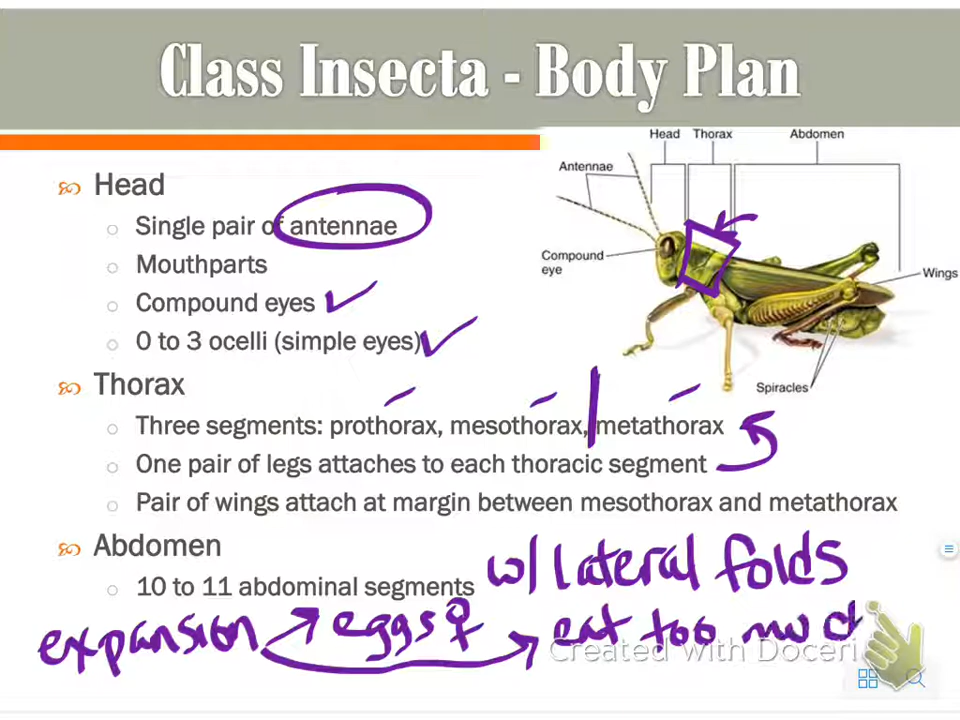 Class Insecta - Body Plan
Head Thorax Abdomen
Antennae
Compound
eye
Wings
Spiracles
Head
Single pair of antennae
Mouthparts
Compound eyes
0 to 3 ocelli (simple eyes)
Thorax
Three segments: prothorax, mesothorax, metathorax
One pair of legs attaches to each thoracic segment
Pair of wings attach at margin between mesothorax and metathorax
Abdomen
10 to 11 abdominal segments w/ lateral folds
expansion eggs ♀ eat too much
Created with Doceri